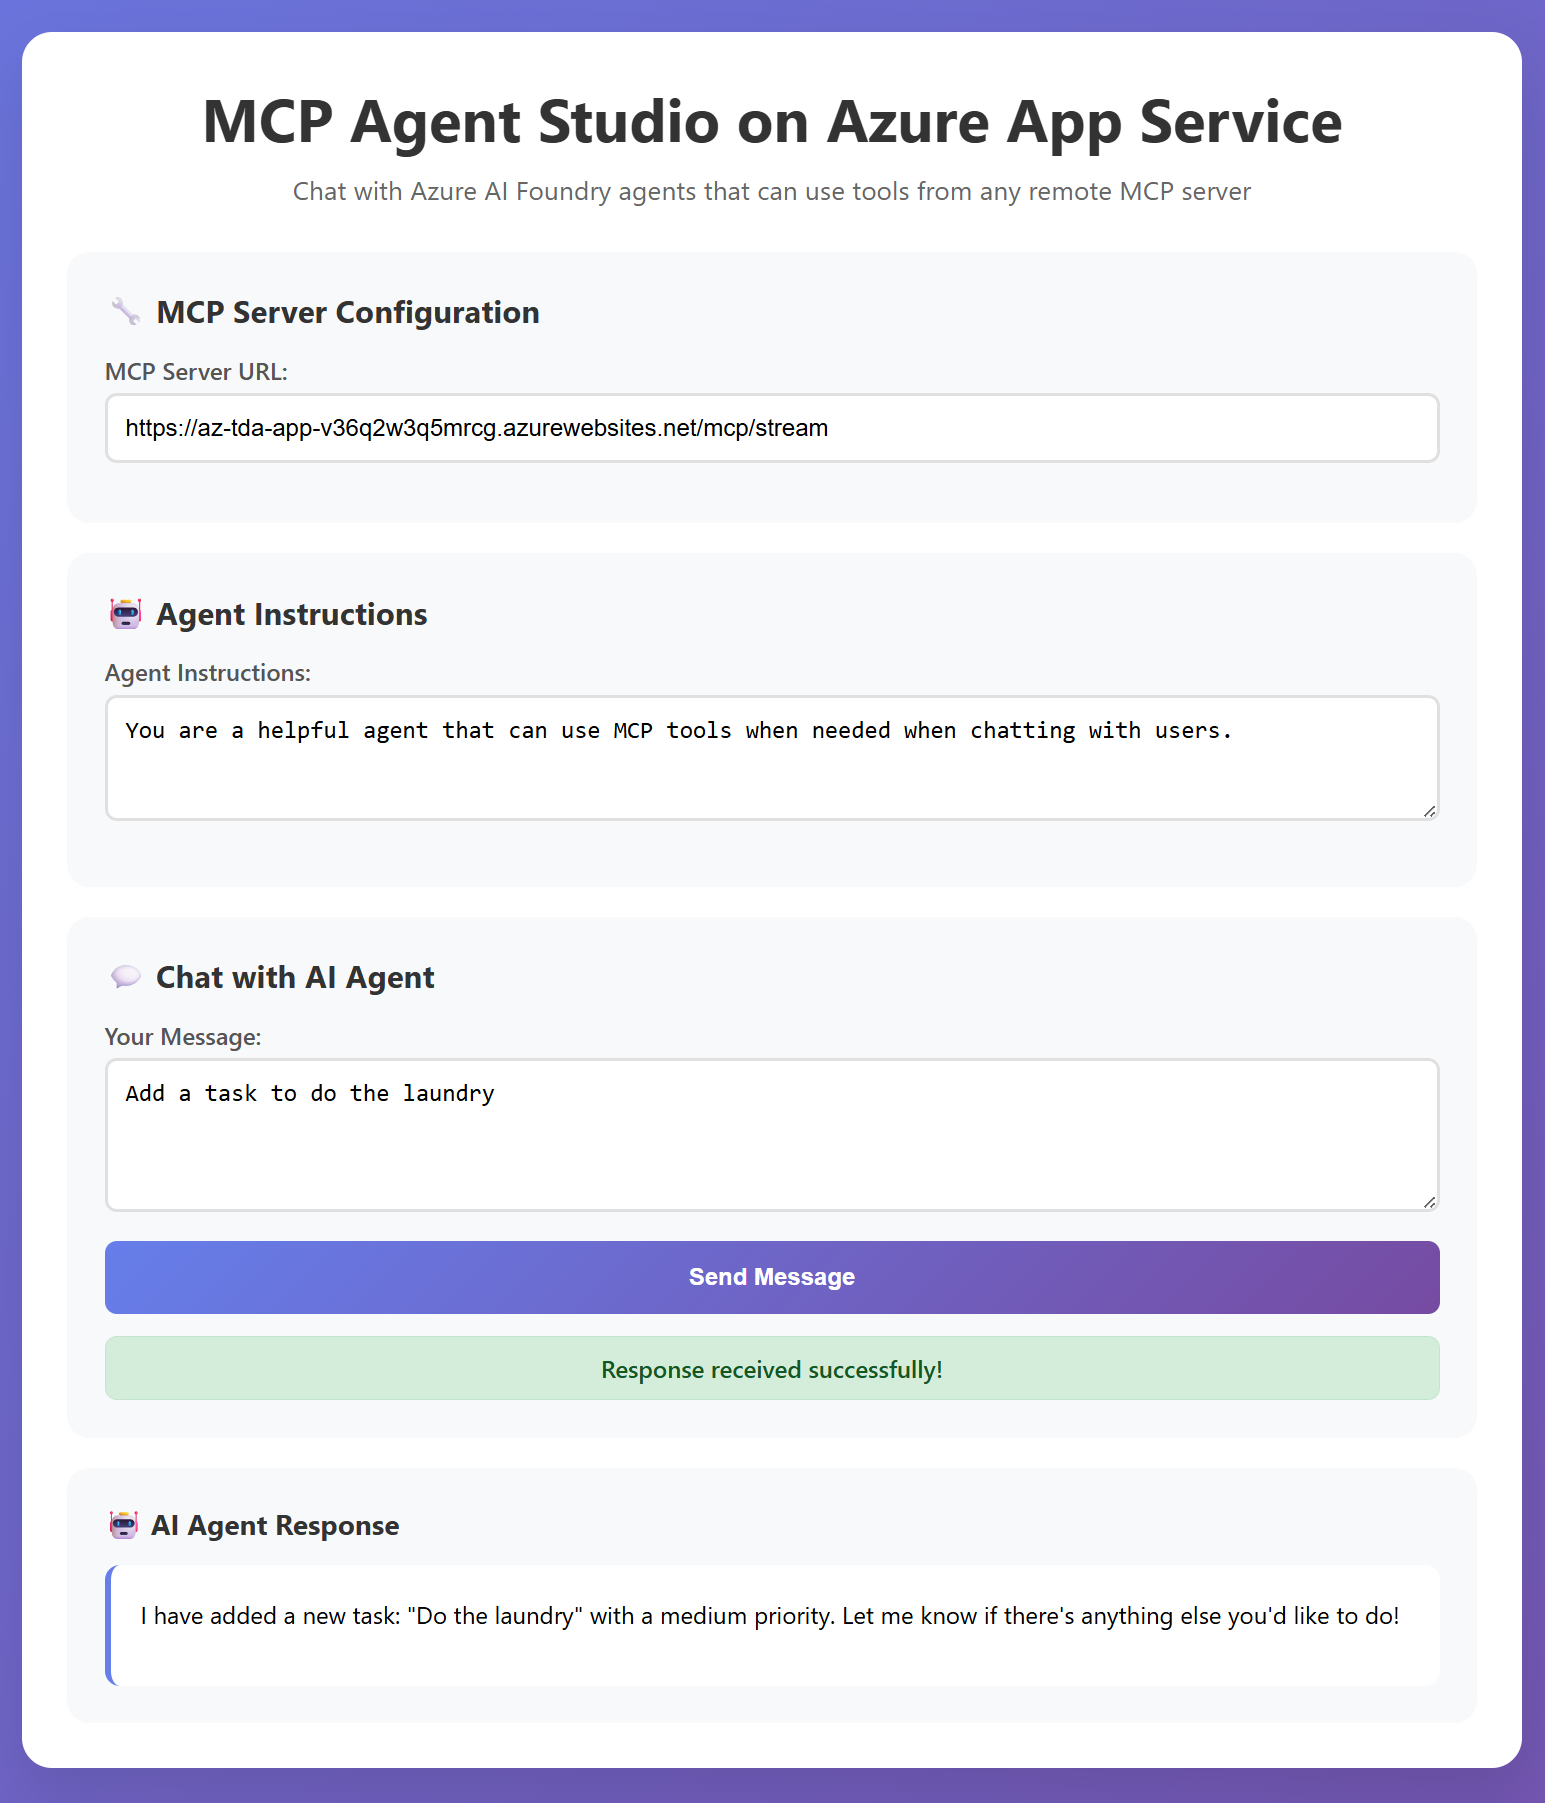 MCP Agent Studio on Azure App Service
Chat with Azure AI Foundry agents that can use tools from any remote MCP server
MCP Server Configuration
MCP Server URL:
https://az-tda-app-v36q2w3q5mrcg.azurewebsites.net/mcp/stream
Agent Instructions
Agent Instructions:
You are a helpful agent that can use MCP tools when needed when chatting with users.
Chat with AI Agent
Your Message:
Add a task to do the laundry
Send Message
Response received successfully!
AI Agent Response
I have added a new task: "Do the laundry" with a medium priority. Let me know if there's anything else you'd like to do!